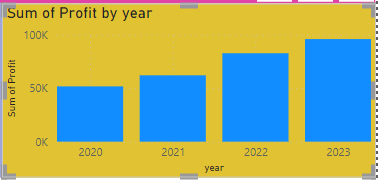 Sum of Profit by year
100K
50K
0K
Sum of Profit
2020 2021 2022 2023
year